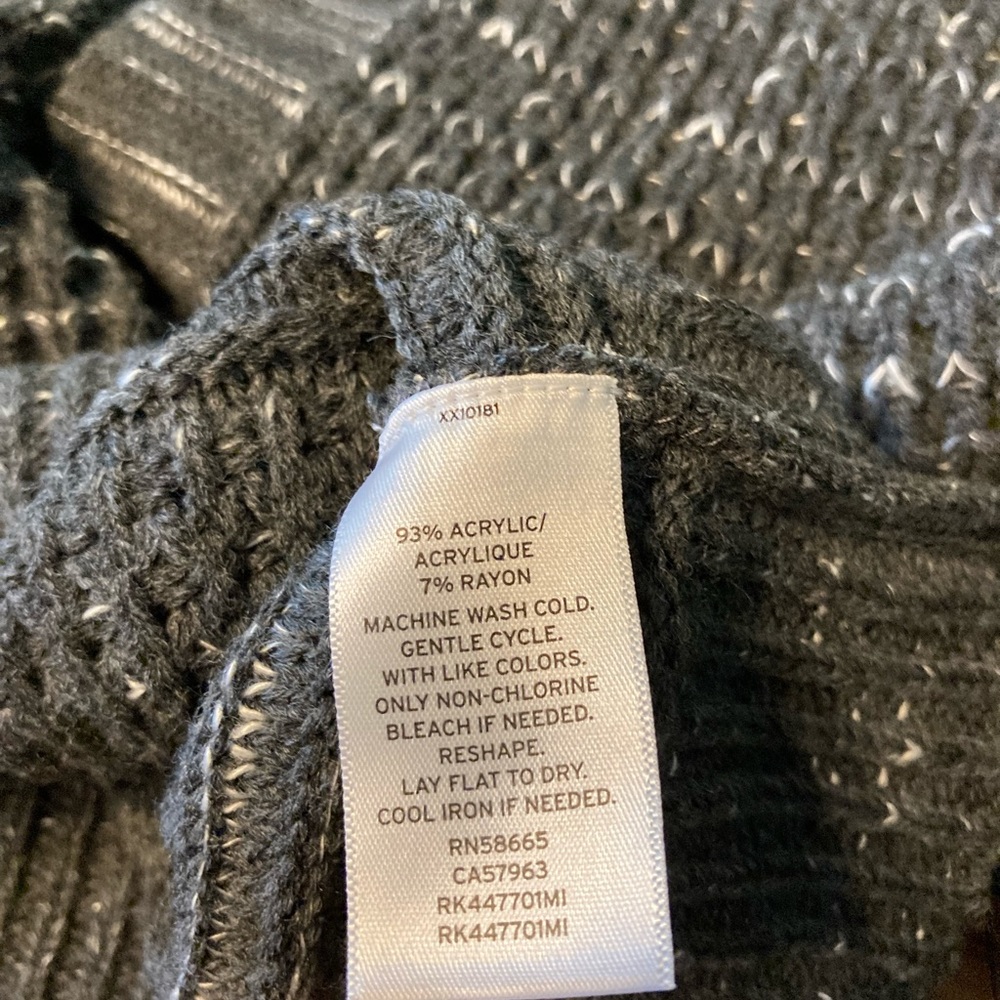 XX10181
93% ACRYLIC/
ACRYLIQUE
7% RAYON
MACHINE WASH COLD.
GENTLE CYCLE.
WITH LIKE COLORS.
ONLY NON-CHLORINE
BLEACH IF NEEDED.
RESHAPE.
LAY FLAT TO DRY.
COOL IRON IF NEEDED.
RN58665
CA57963
RK447701MI
RK447701MI